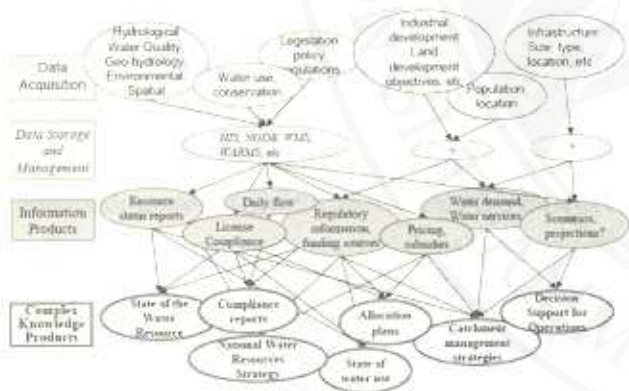 Hydrological
Water Quality,
Geo-hydrology
Environmental
Spatial
Legislation
policy,
regulations
Industrial
development
Land
development
objectives, etc
Infrastructure
Size, type,
location, etc
Data
Acquisition
Water use,
conservation
Population
location
Data Storage
and
Management
WARMS, etc
Information
Products
Resource
status reports
Daily flow
License
Compliance
Regulatory
information,
funding sources
Pricing,
subsidies
Water demand,
Water services
Scenarios,
projections?
Complex
Knowledge
Products
State of the
Water
Resource
Compliance
reports
National Water
Resources
Strategy
State of
water use
Allocation
plans
Catchment
management
strategies
Decision
Support for
Operations